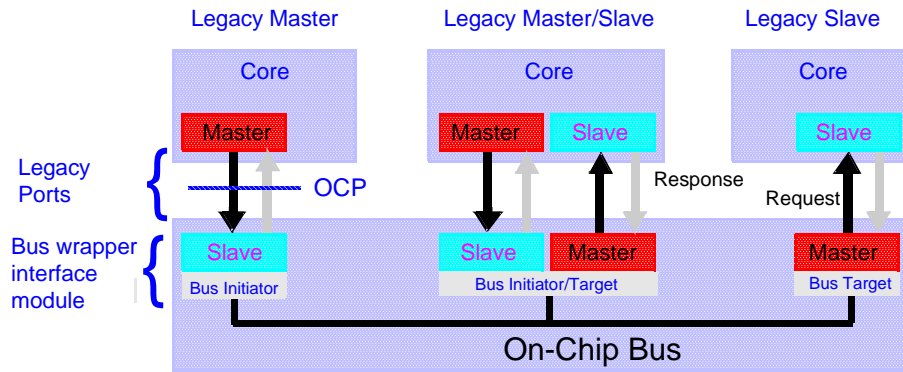 Legacy Master
Legacy Master/Slave
Legacy Slave
Core
Core
Core
Master
Master
Slave
Slave
Legacy
Ports
OCP
Response
Request
Bus wrapper
interface
module
Slave
Slave
Master
Master
Bus Initiator
Bus Initiator/Target
Bus Target
On-Chip Bus